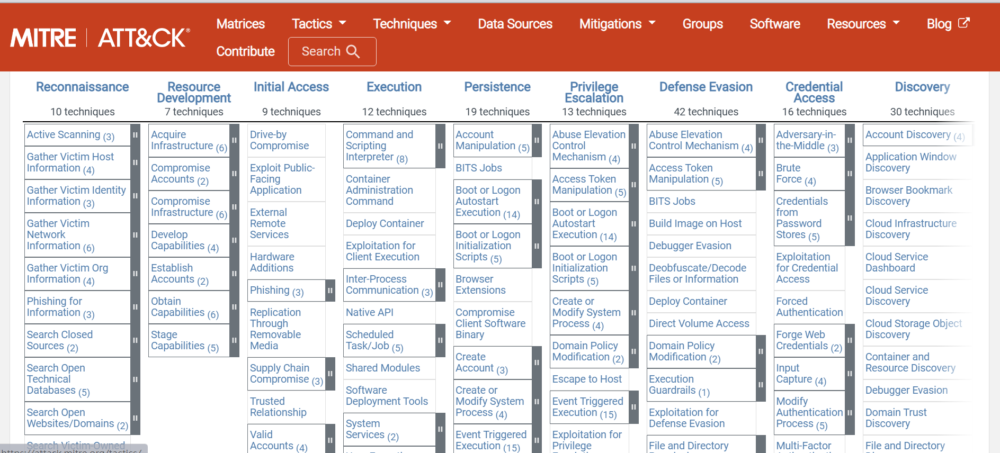 MITRE | ATT&CK®
Matrices Tactics Techniques Data Sources Mitigations Groups Software Resources Blog
Contribute Search
Reconnaissance
10 techniques
Active Scanning (3)
Gather Victim Host
Information (4)
Gather Victim Identity
Information (3)
Gather Victim
Network
Information (6)
Gather Victim Org
Information (4)
Phishing for
Information (3)
Search Closed
Sources (2)
Search Open
Technical
Databases (5)
Search Open
Websites/Domains (2)
Search Victim-Owned
Resource
Development
7 techniques
Acquire
Infrastructure (6)
Compromise
Accounts (2)
Compromise
Infrastructure (6)
Develop
Capabilities (4)
Establish
Accounts (2)
Obtain
Capabilities (6)
Stage
Capabilities (5)
Initial Access
9 techniques
Drive-by
Compromise
Exploit Public-
Facing
Application
External
Remote
Services
Hardware
Additions
Phishing (3)
Replication
Through
Removable
Media
Supply Chain
Compromise (3)
Trusted
Relationship
Valid
Accounts (4)
Execution
12 techniques
Command and
Scripting
Interpreter (8)
Container
Administration
Command
Deploy Container
Exploitation for
Client Execution
Inter-Process
Communication (3)
Native API
Scheduled
Task/Job (5)
Shared Modules
Software
Deployment Tools
System
Services (2)
Persistence
19 techniques
Account
Manipulation (5)
BITS Jobs
Boot or Logon
Autostart
Execution (14)
Boot or Logon
Initialization
Scripts (5)
Browser
Extensions
Compromise
Client Software
Binary
Create
Account (3)
Create or
Modify System
Process (4)
Event Triggered
Execution (15)
Privilege
Escalation
13 techniques
Abuse Elevation
Control
Mechanism (4)
Access Token
Manipulation (5)
Boot or Logon
Autostart
Execution (14)
Boot or Logon
Initialization
Scripts (5)
Create or
Modify System
Process (4)
Domain Policy
Modification (2)
Escape to Host
Event Triggered
Execution (15)
Exploitation for
Privilege
Defense Evasion
42 techniques
Abuse Elevation
Control Mechanism (4)
Access Token
Manipulation (5)
BITS Jobs
Build Image on Host
Debugger Evasion
Deobfuscate/Decode
Files or Information
Deploy Container
Direct Volume Access
Domain Policy
Modification (2)
Execution
Guardrails (1)
Exploitation for
Defense Evasion
File and Directory
Credential
Access
16 techniques
Adversary-in-
the-Middle (3)
Brute
Force (4)
Credentials
from
Password
Stores (5)
Exploitation
for Credential
Access
Forced
Authentication
Forge Web
Credentials (2)
Input
Capture (4)
Modify
Authentication
Process (5)
Multi-Factor
Discovery
30 techniques
Account Discovery (4)
Application Window
Discovery
Browser Bookmark
Discovery
Cloud Infrastructure
Discovery
Cloud Service
Dashboard
Cloud Service
Discovery
Cloud Storage Object
Discovery
Container and
Resource Discovery
Debugger Evasion
Domain Trust
Discovery
File and Directory
https://attack.mitre.org/tactics/